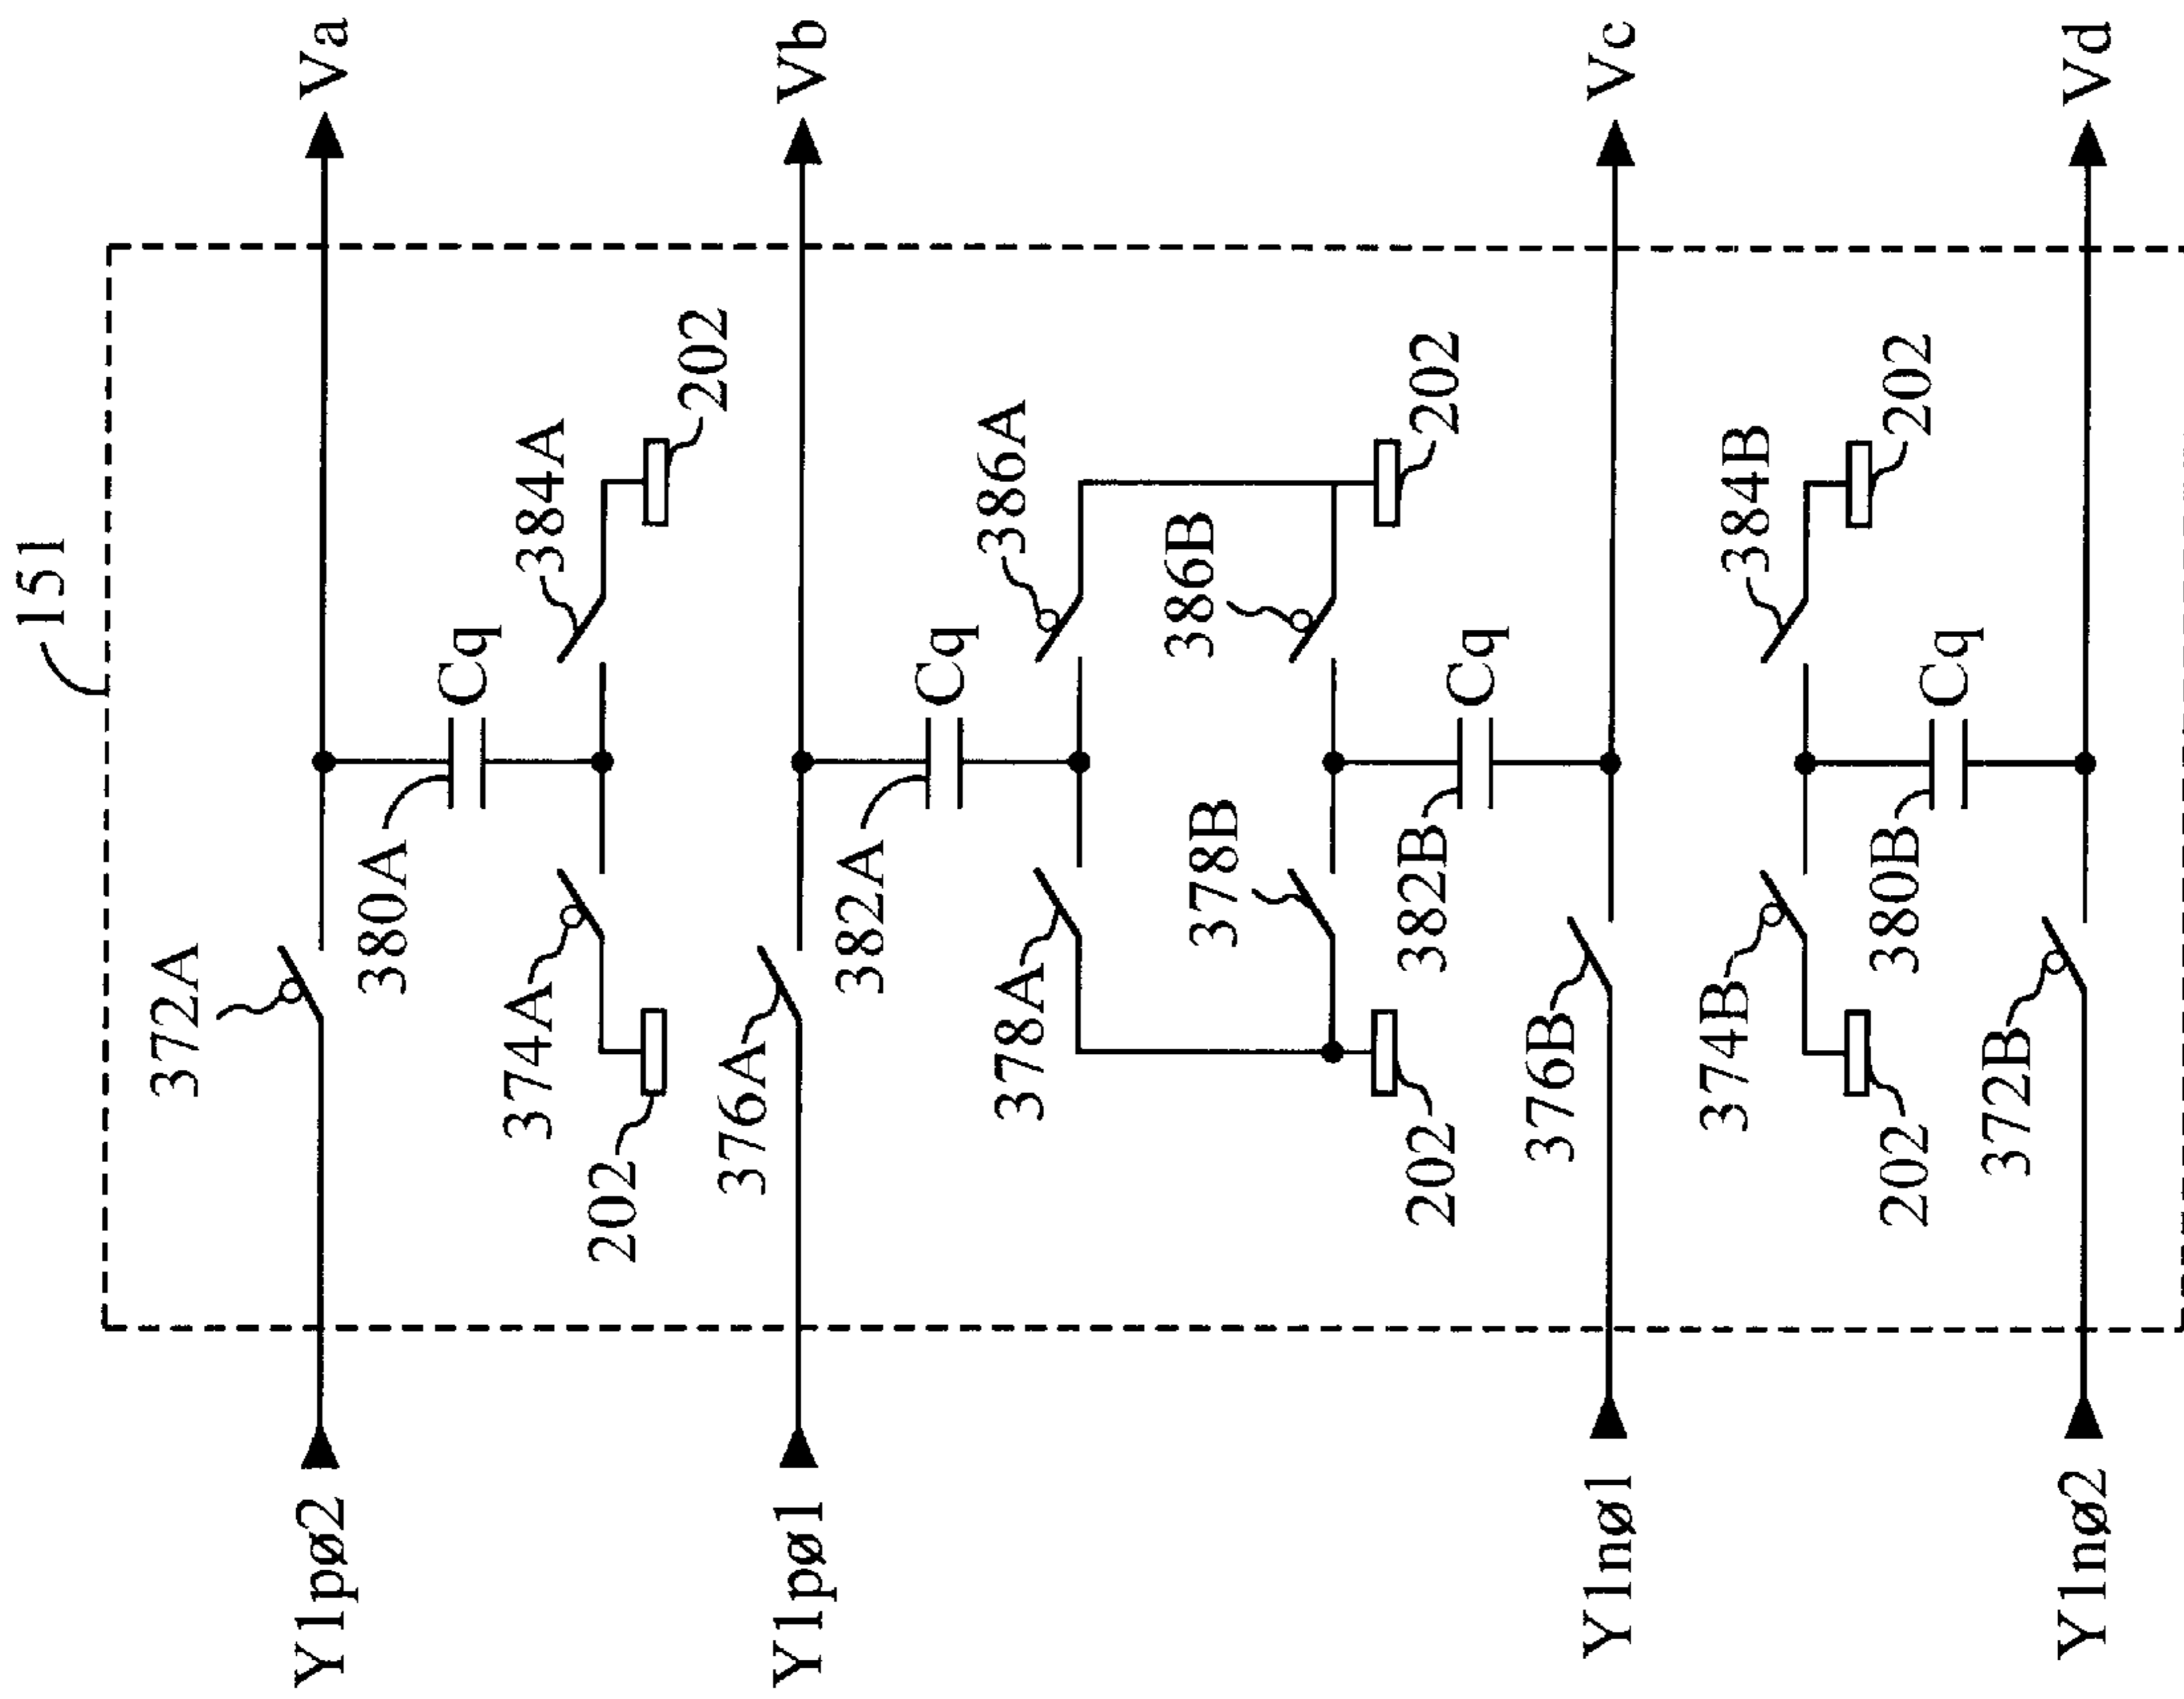 151
372A
Va
380A
Cq
384A
374A
202
202
Y1pø2
376A
Vb
382A
Cq
386A
378A
386B
378B
202
202
Y1pø1
382B
Cq
376B
Vc
Y1nø1
384B
374B
202
202
380B
Cq
372B
Vd
Y1nø2